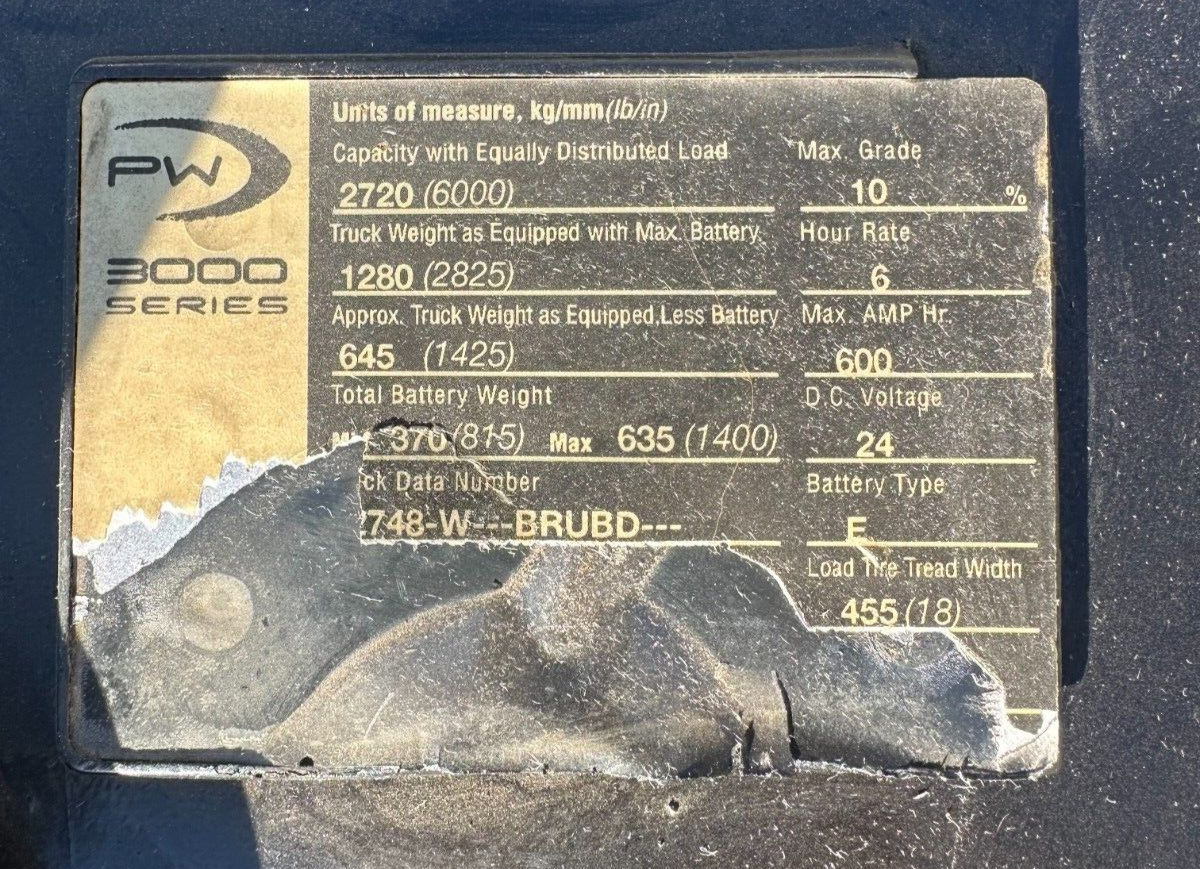 PW
3000
SERIES
Units of measure, kg/mm(lb/in)
Capacity with Equally Distributed Load
2720 (6000)
Truck Weight as Equipped with Max. Battery
1280 (2825)
Approx. Truck Weight as Equipped,Less Battery
645 (1425)
Total Battery Weight
370 (815) Max 635 (1400)
ck Data Number
748-W---BRUBD---
Max. Grade
10 %
Hour Rate
6
Max. AMP Hr.
600
D.C. Voltage
24
Battery Type
E
Load Tire Tread Width
455 (18)